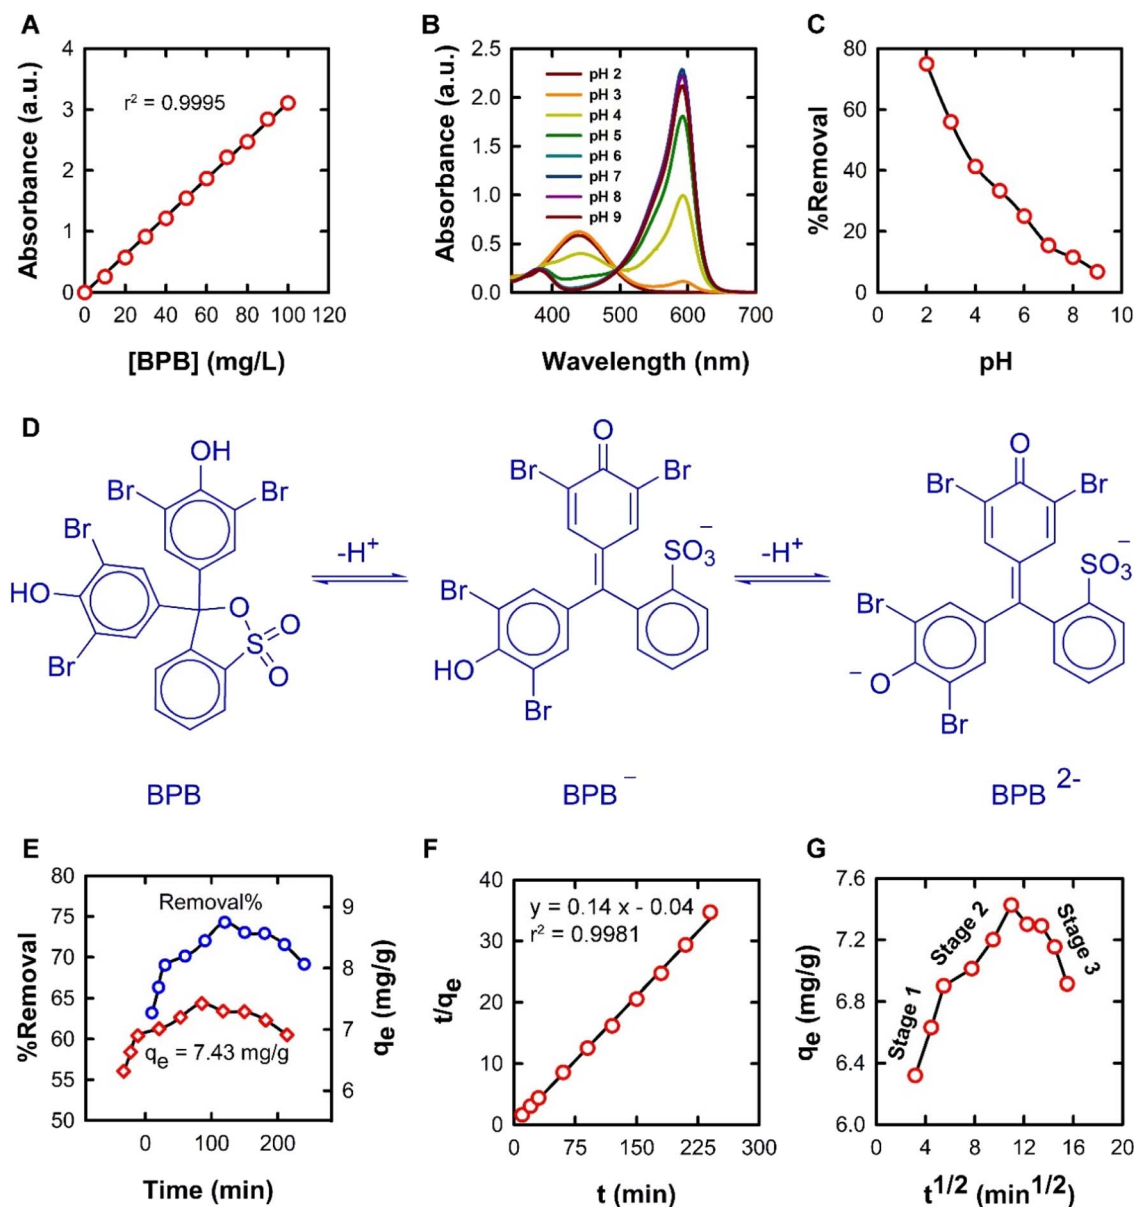 A
Absorbance (a.u.)
4
3
2
1
0
r² = 0.9995
0 20 40 60 80 100 120
[BPB] (mg/L)
B
Absorbance (a.u.)
2.5
2.0
1.5
1.0
0.5
0.0
pH 2
pH 3
pH 4
pH 5
pH 6
pH 7
pH 8
pH 9
400 500 600 700
Wavelength (nm)
C
%Removal
80
60
40
20
0
0 2 4 6 8 10
pH
D
OH
Br
Br
Br
HO
Br
O
S
O
O
BPB
-H⁺
O
Br
Br
SO₃⁻
Br
HO
Br
BPB⁻
-H⁺
O
Br
Br
SO₃⁻
Br
⁻O
Br
BPB²⁻
E
%Removal
80
75
70
65
60
55
50
Removal%
qₑ = 7.43 mg/g
9
8
7
6
qₑ (mg/g)
0 100 200
Time (min)
F
t/qₑ
40
30
20
10
0
y = 0.14 x - 0.04
r² = 0.9981
0 75 150 225 300
t (min)
G
qₑ (mg/g)
7.6
7.2
6.8
6.4
6.0
Stage 1
Stage 2
Stage 3
0 4 8 12 16 20
t¹/² (min¹/²)